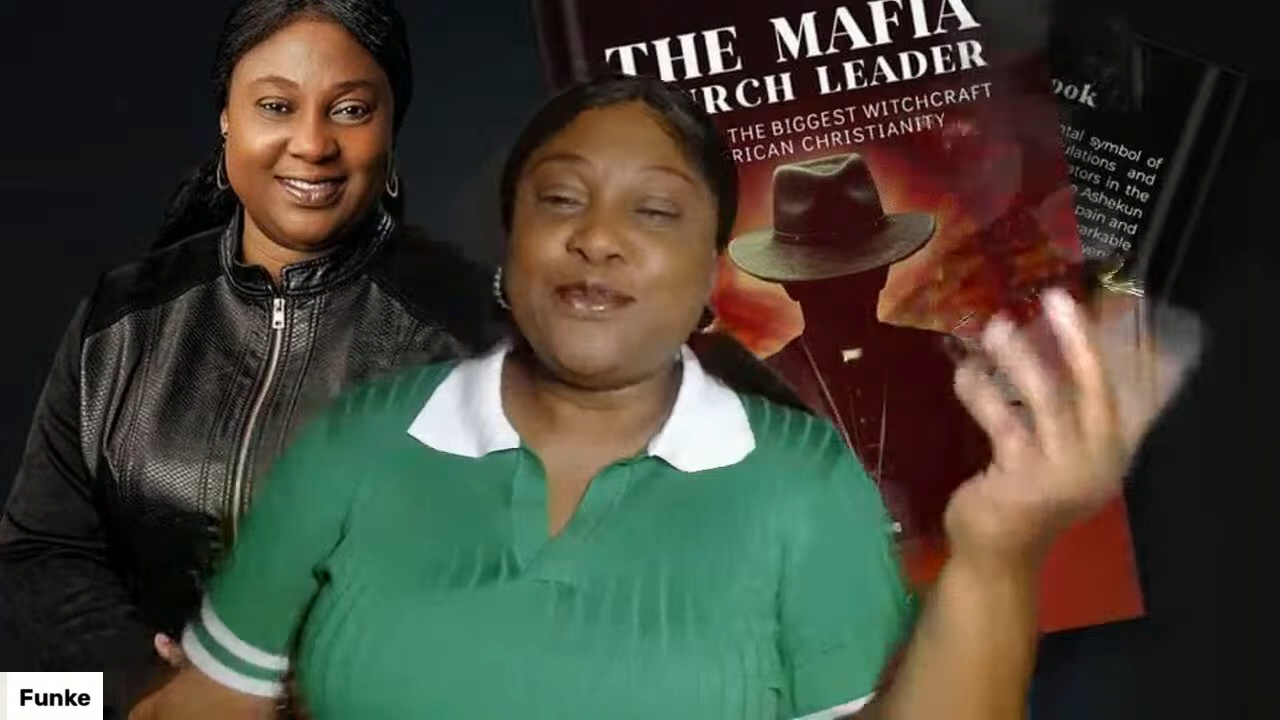 THE MAFIA
RCH LEADER
THE BIGGEST WITCHCRAFT
RICAN CHRISTIANITY
ook
ntal symbol of
ulations and
ators in the
Ashekun
pain and
arkable
Funke